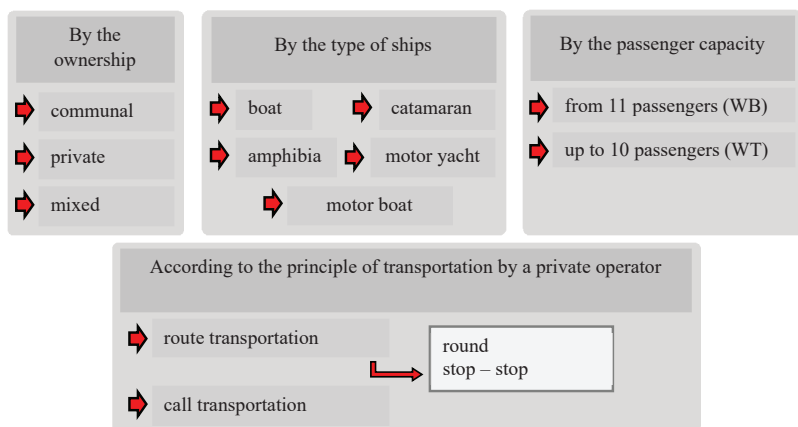 By the
ownership
communal
private
mixed
By the type of ships
boat
catamaran
amphibia
motor yacht
motor boat
By the passenger capacity
from 11 passengers (WB)
up to 10 passengers (WT)
According to the principle of transportation by a private operator
route transportation
round
stop – stop
call transportation